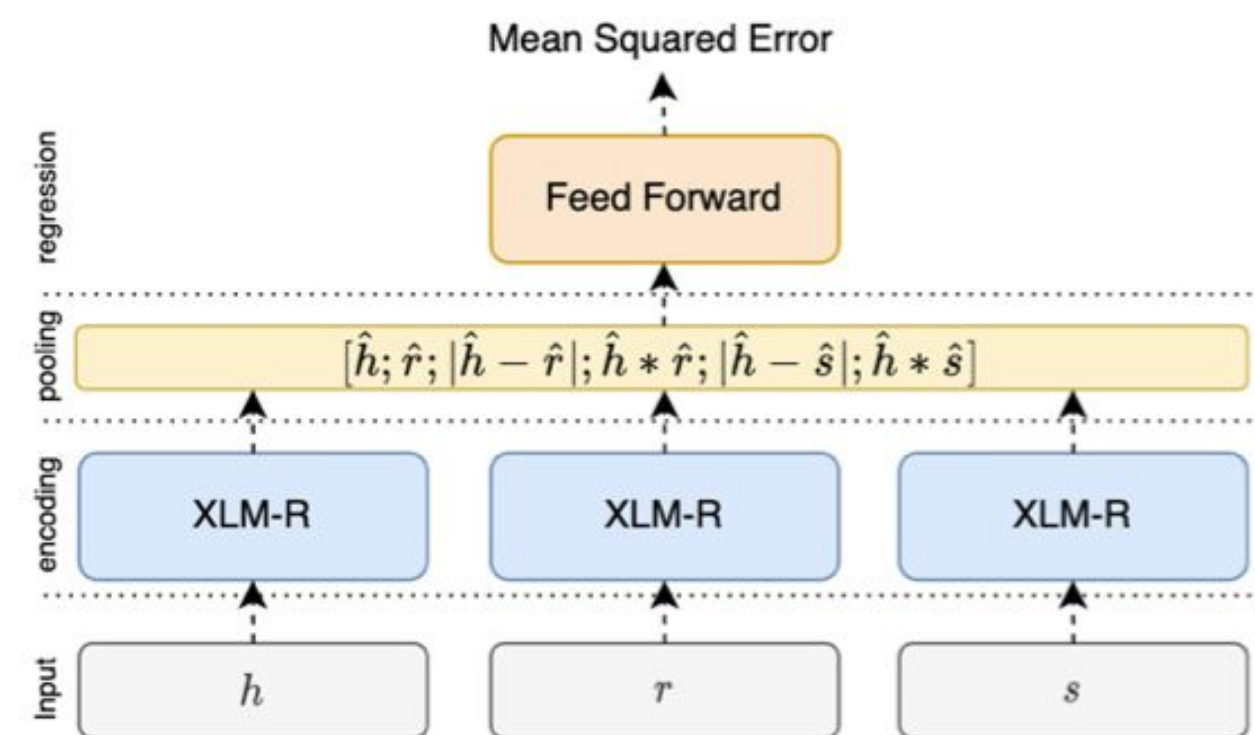 Mean Squared Error
regression
Feed Forward
pooling
[ĥ; r̂; |ĥ − r̂|; ĥ ∗ r̂; |ĥ − ŝ|; ĥ ∗ ŝ]
encoding
XLM-R XLM-R XLM-R
Input
h r s